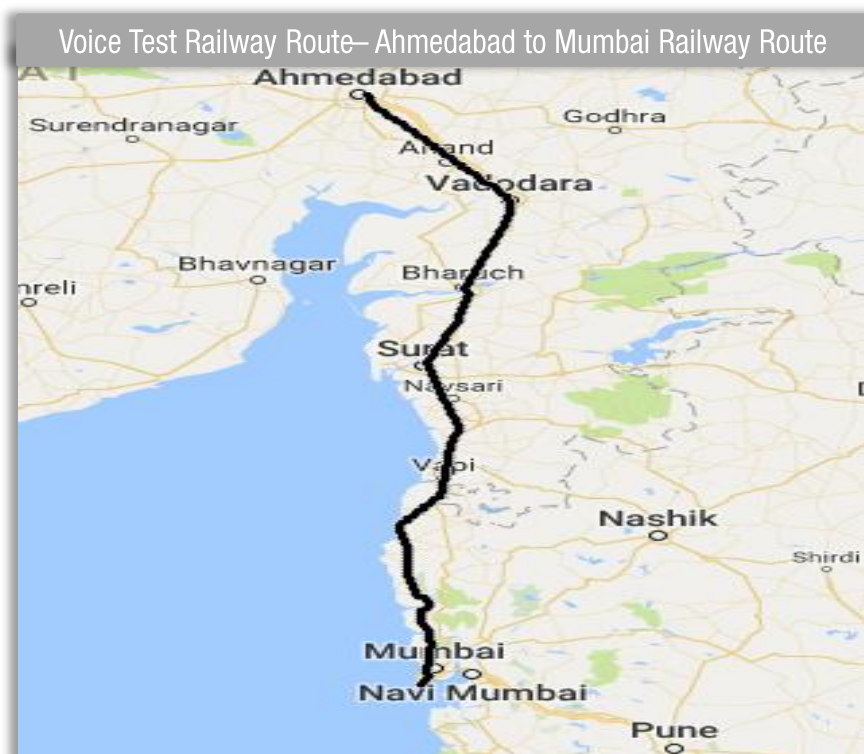 Voice Test Railway Route– Ahmedabad to Mumbai Railway Route
Ahmedabad
Surendranagar
Godhra
Anand
Vadodara
Bhavnagar
Bharuch
nreli
Surat
Navsari
Vapi
Nashik
Shirdi
Mumbai
Navi Mumbai
Pune